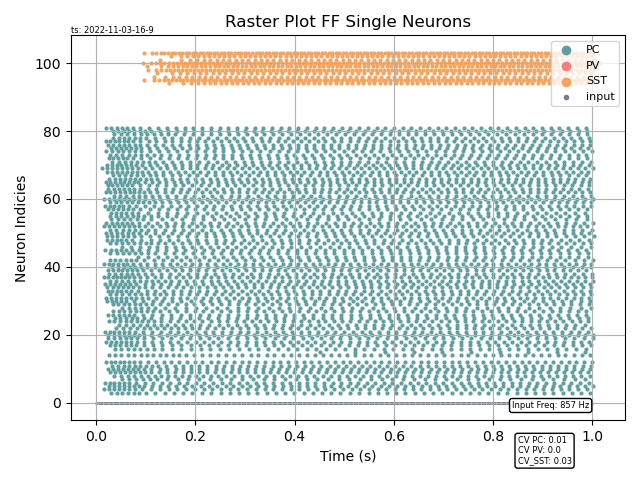 Raster Plot FF Single Neurons
ts: 2022-11-03-16-9
PC
PV
SST
input
100
80
60
40
20
0
Neuron Indicies
Input Freq: 857 Hz
0.0 0.2 0.4 0.6 0.8 1.0
Time (s)
CV PC: 0.01
CV PV: 0.0
CV_SST: 0.03